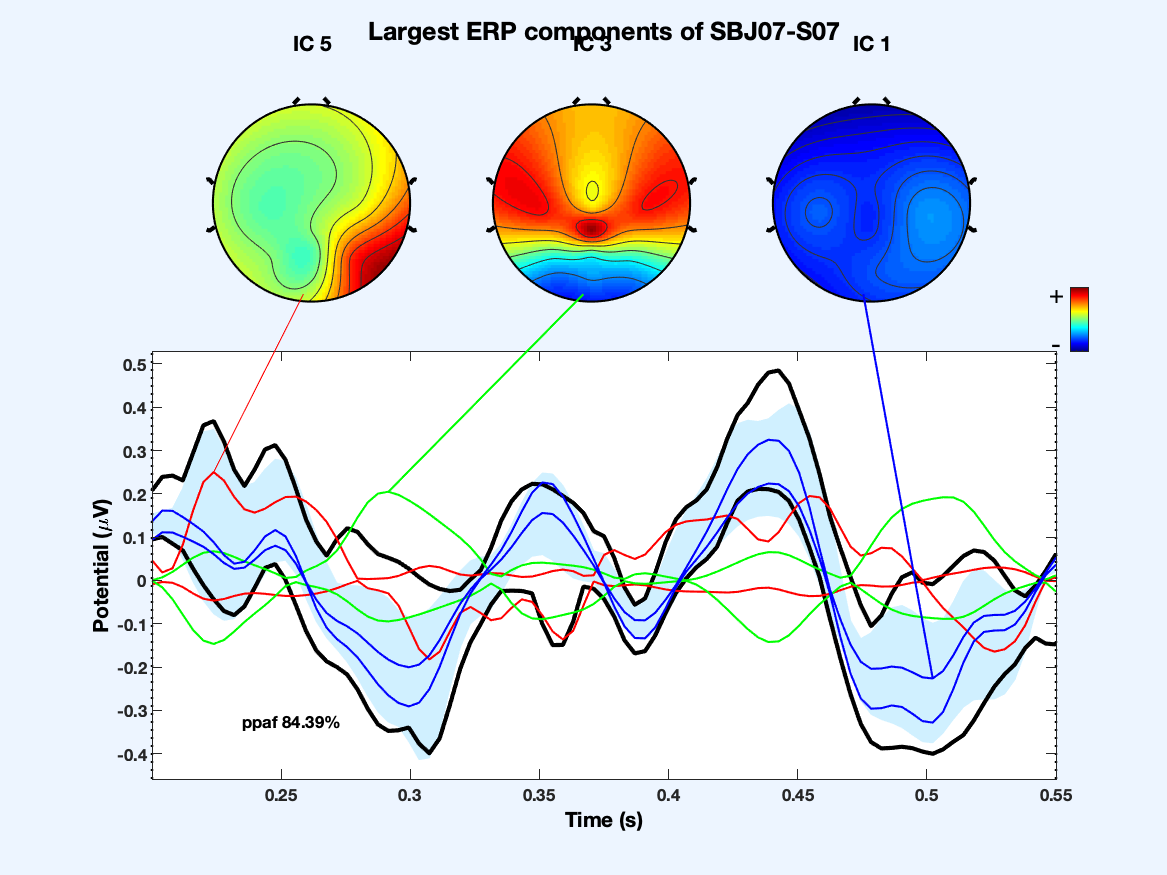 Largest ERP components of SBJ07-S07
IC 5
IC 3
IC 1
+
-
0.5
0.4
0.3
0.2
0.1
0
-0.1
-0.2
-0.3
-0.4
Potential (μV)
ppaf 84.39%
0.25
0.3
0.35
0.4
0.45
0.5
0.55
Time (s)